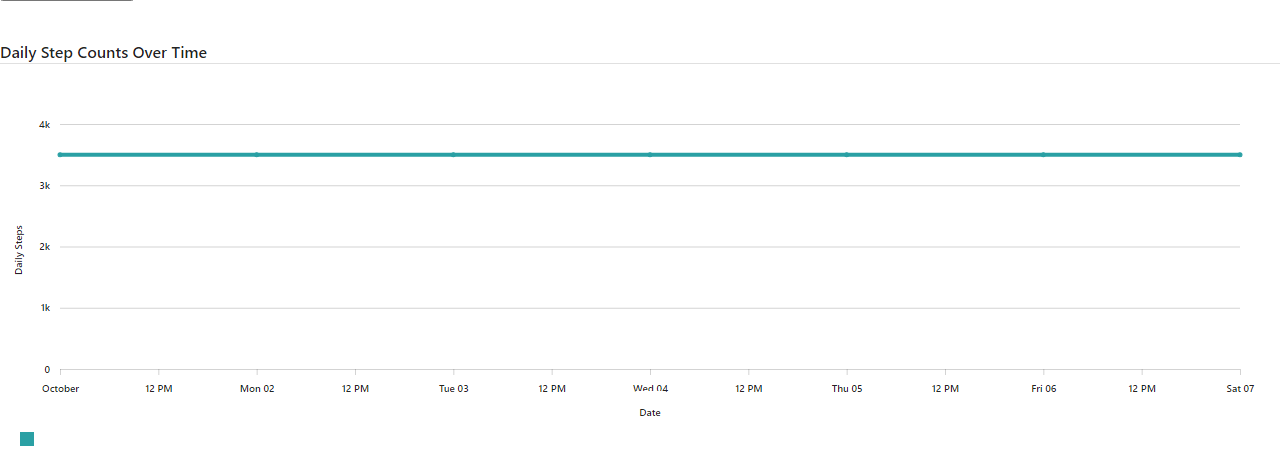 Daily Step Counts Over Time
4k
3k
2k
1k
0
Daily Steps
October 12 PM Mon 02 12 PM Tue 03 12 PM Wed 04 12 PM Thu 05 12 PM Fri 06 12 PM Sat 07
Date